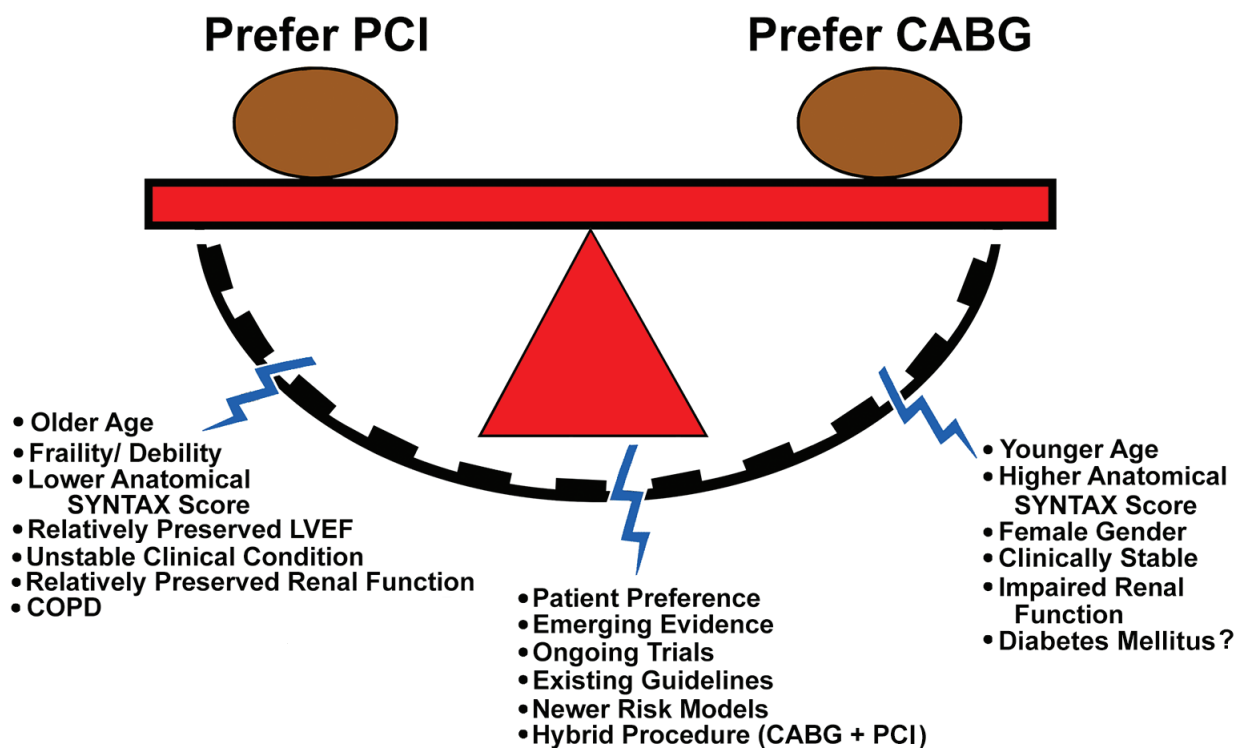 Prefer PCI
Prefer CABG
• Older Age
• Fraility/ Debility
• Lower Anatomical
SYNTAX Score
• Relatively Preserved LVEF
• Unstable Clinical Condition
• Relatively Preserved Renal Function
• COPD
• Patient Preference
• Emerging Evidence
• Ongoing Trials
• Existing Guidelines
• Newer Risk Models
• Hybrid Procedure (CABG + PCI)
• Younger Age
• Higher Anatomical
SYNTAX Score
• Female Gender
• Clinically Stable
• Impaired Renal
Function
• Diabetes Mellitus?